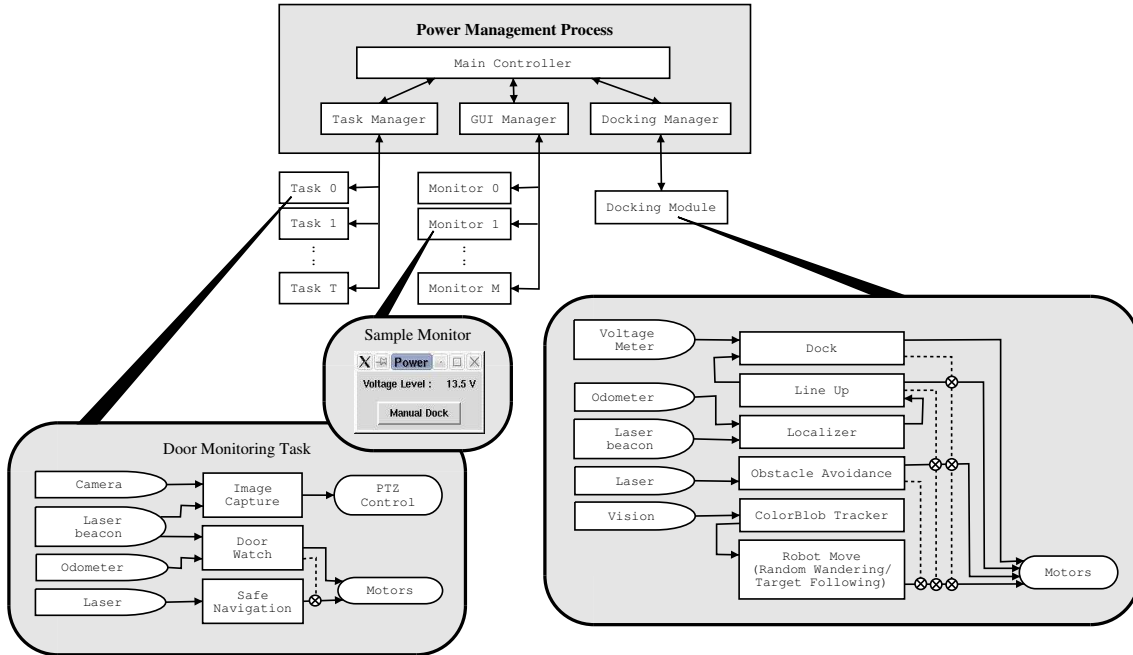 Power Management Process
Main Controller
Task Manager
GUI Manager
Docking Manager
Task 0
Monitor 0
Docking Module
Task 1
Monitor 1
:
:
:
:
Task T
Monitor M
Sample Monitor
X
Power
Voltage Level :
13.5 V
Manual Dock
Door Monitoring Task
Camera
Image
Capture
PTZ
Control
Laser
beacon
Door
Watch
Odometer
Motors
Laser
Safe
Navigation
Voltage
Meter
Dock
Line Up
Odometer
Localizer
Laser
beacon
Obstacle Avoidance
Laser
Vision
ColorBlob Tracker
Robot Move
(Random Wandering/
Target Following)
Motors